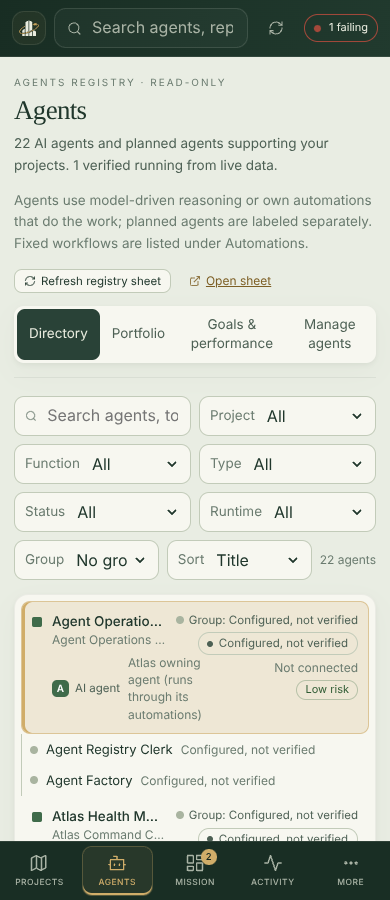 Search agents, rep
1 failing
AGENTS REGISTRY · READ-ONLY
Agents
22 AI agents and planned agents supporting your
projects. 1 verified running from live data.
Agents use model-driven reasoning or own automations
that do the work; planned agents are labeled separately.
Fixed workflows are listed under Automations.
Refresh registry sheet
Open sheet
Directory
Portfolio
Goals &
performance
Manage
agents
Search agents, to
Project All
Function All
Type All
Status All
Runtime All
Group No gro
Sort Title
22 agents
Agent Operatio...
Group: Configured, not verified
Agent Operations ...
Configured, not verified
A AI agent
Atlas owning
agent (runs
through its
automations)
Not connected
Low risk
Agent Registry Clerk Configured, not verified
Agent Factory Configured, not verified
Atlas Health M...
Group: Configured, not verified
Atlas Command C...
Configured, not verified
PROJECTS
AGENTS
2
MISSION
ACTIVITY
MORE